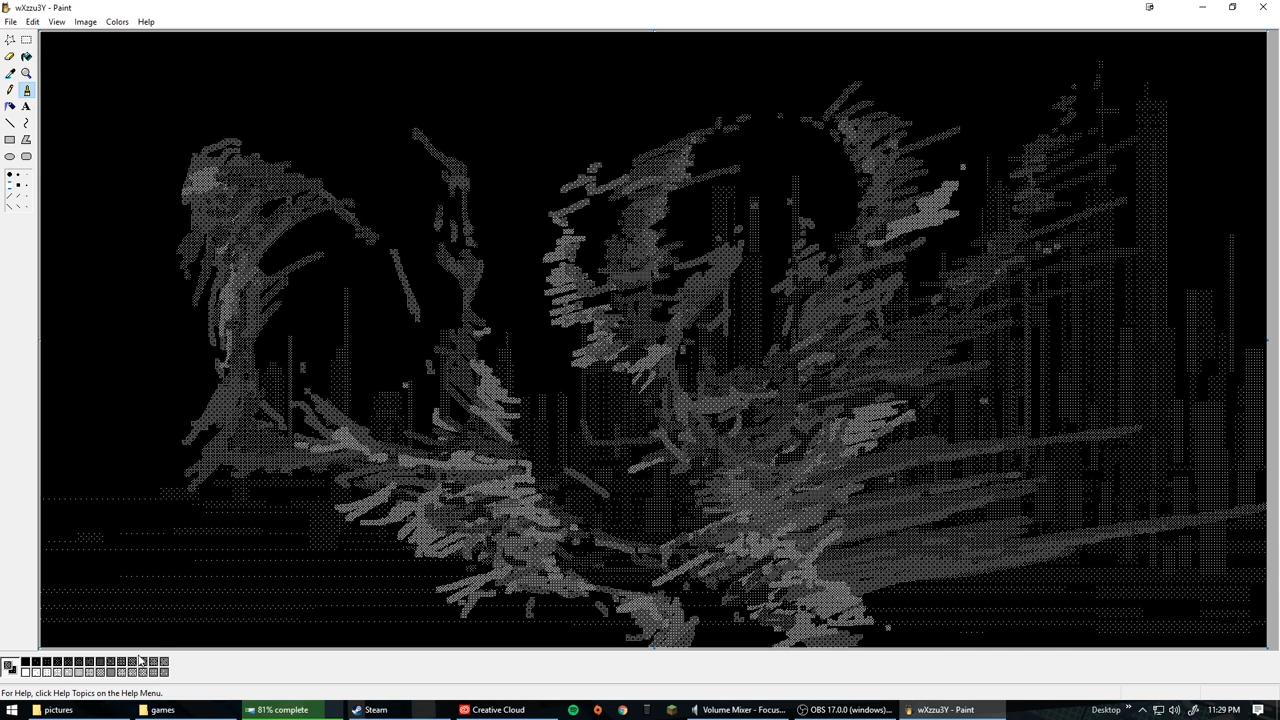 wXzzu3Y - Paint
File Edit View Image Colors Help
For Help, click Help Topics on the Help Menu.
pictures games 81% complete Steam Creative Cloud Volume Mixer - Focus... OBS 17.0.0 (windows)... wXzzu3Y - Paint Desktop 11:29 PM